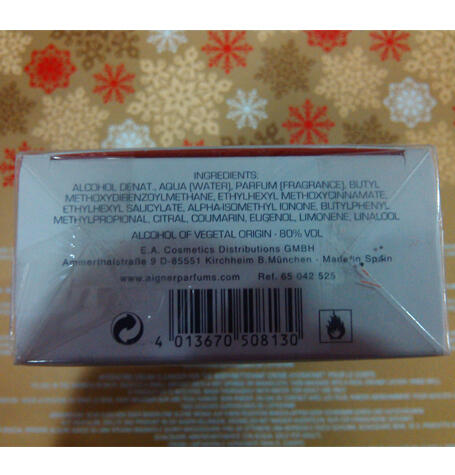 INGREDIENTS:
ALCOHOL DENAT., AQUA [WATER], PARFUM [FRAGRANCE], BUTYL
METHOXYDIBENZOYLMETHANE, ETHYLHEXYL METHOXYCINNAMATE,
ETHYLHEXYL SALICYLATE, ALPHA-ISOMETHYL IONONE, BUTYLPHENYL
METHYLPROPIONAL, CITRAL, COUMARIN, EUGENOL, LIMONENE, LINALOOL
ALCOHOL OF VEGETAL ORIGIN - 80% VOL
E.A. Cosmetics Distributions GMBH
Ammerthalstraße 9 D-85551 Kirchheim B.München - Made in Spain
www.aignerparfums.com Ref. 65 042 525
4 013670 508130